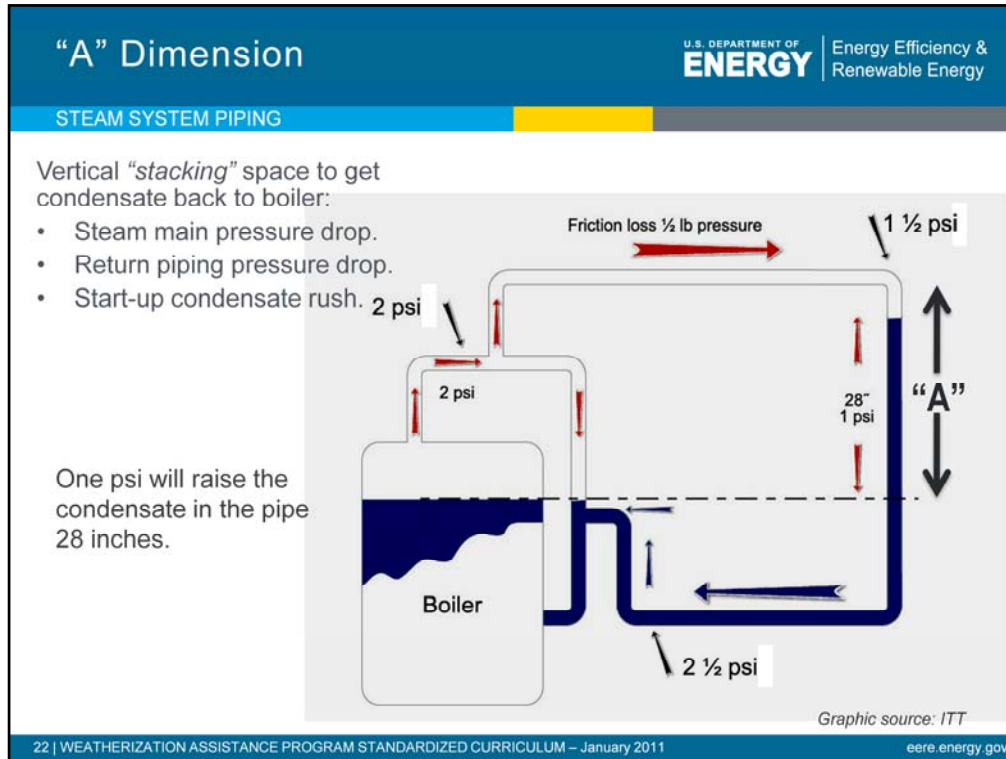 “A” Dimension
U.S. DEPARTMENT OF
ENERGY
Energy Efficiency &
Renewable Energy
STEAM SYSTEM PIPING
Vertical “stacking” space to get
condensate back to boiler:
• Steam main pressure drop.
• Return piping pressure drop.
• Start-up condensate rush.
Friction loss ½ lb pressure
1 ½ psi
2 psi
2 psi
28˝
1 psi
“A”
One psi will raise the
condensate in the pipe
28 inches.
Boiler
2 ½ psi
Graphic source: ITT
22 | WEATHERIZATION ASSISTANCE PROGRAM STANDARDIZED CURRICULUM – January 2011
eere.energy.gov